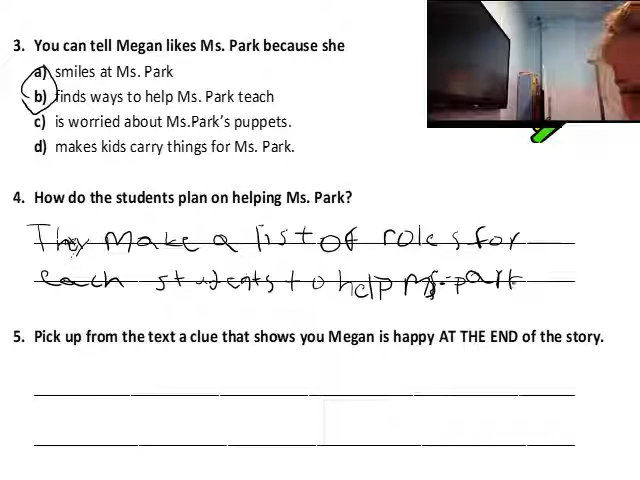 3. You can tell Megan likes Ms. Park because she
a) smiles at Ms. Park
b) finds ways to help Ms. Park teach
c) is worried about Ms.Park's puppets.
d) makes kids carry things for Ms. Park.
4. How do the students plan on helping Ms. Park?
They make a list of roles for
each students to help Ms. part
5. Pick up from the text a clue that shows you Megan is happy AT THE END of the story.